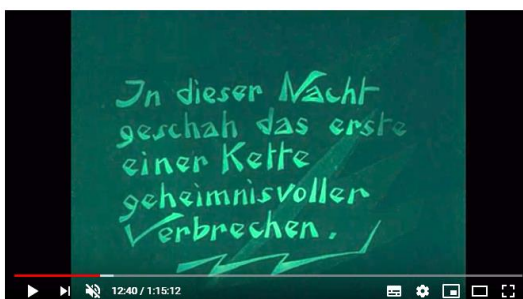 In dieser Nacht
geschah das erste
einer Kette
geheimnisvoller
Verbrechen.
12:40 / 1:15:12